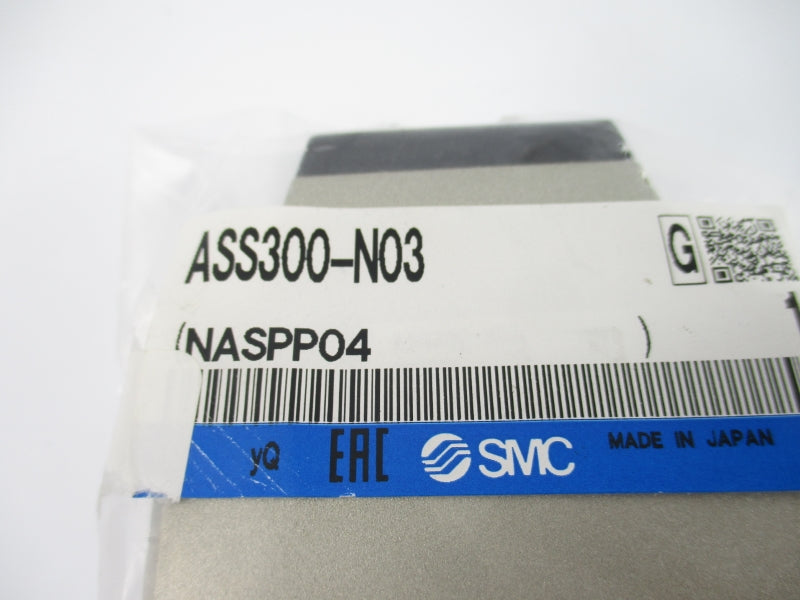 ASS300-N03
G
(NASPP04 )
yQ EAC SMC MADE IN JAPAN